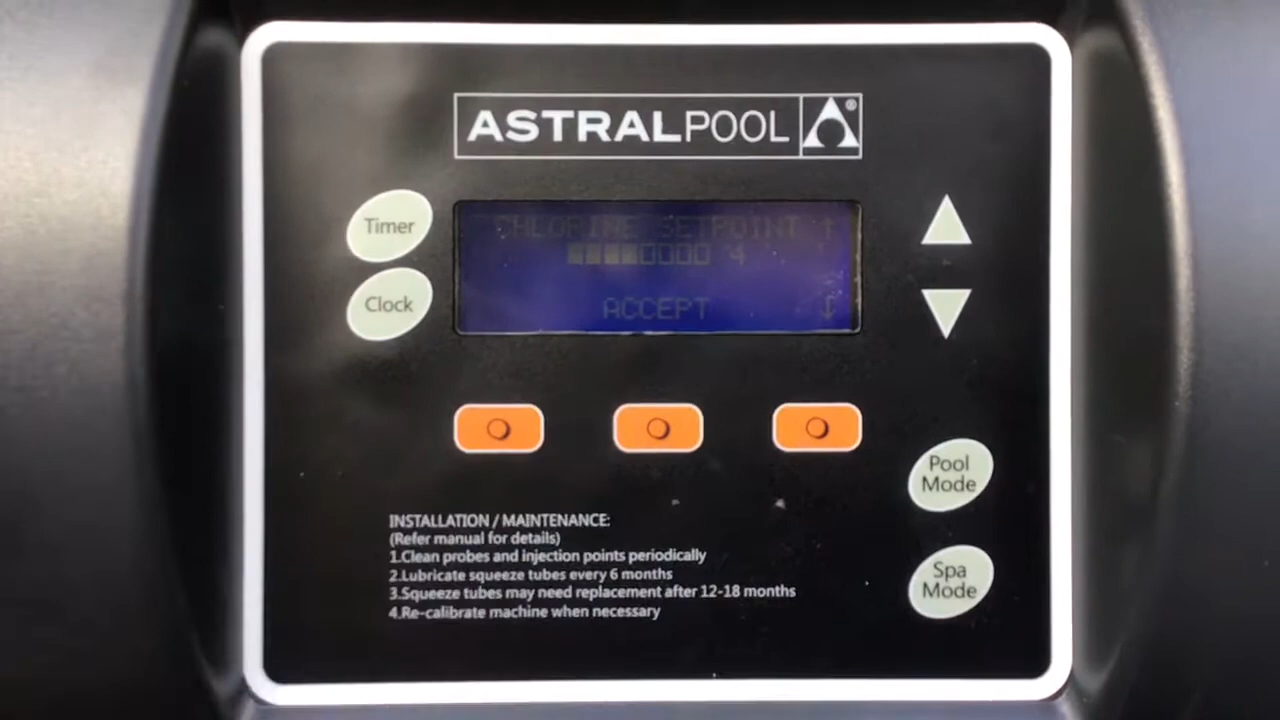 ASTRALPOOL®
Timer
Clock
CHLORINE SETPOINT ↑
4
ACCEPT ↓
Pool
Mode
Spa
Mode
INSTALLATION / MAINTENANCE:
(Refer manual for details)
1.Clean probes and injection points periodically
2.Lubricate squeeze tubes every 6 months
3.Squeeze tubes may need replacement after 12-18 months
4.Re-calibrate machine when necessary